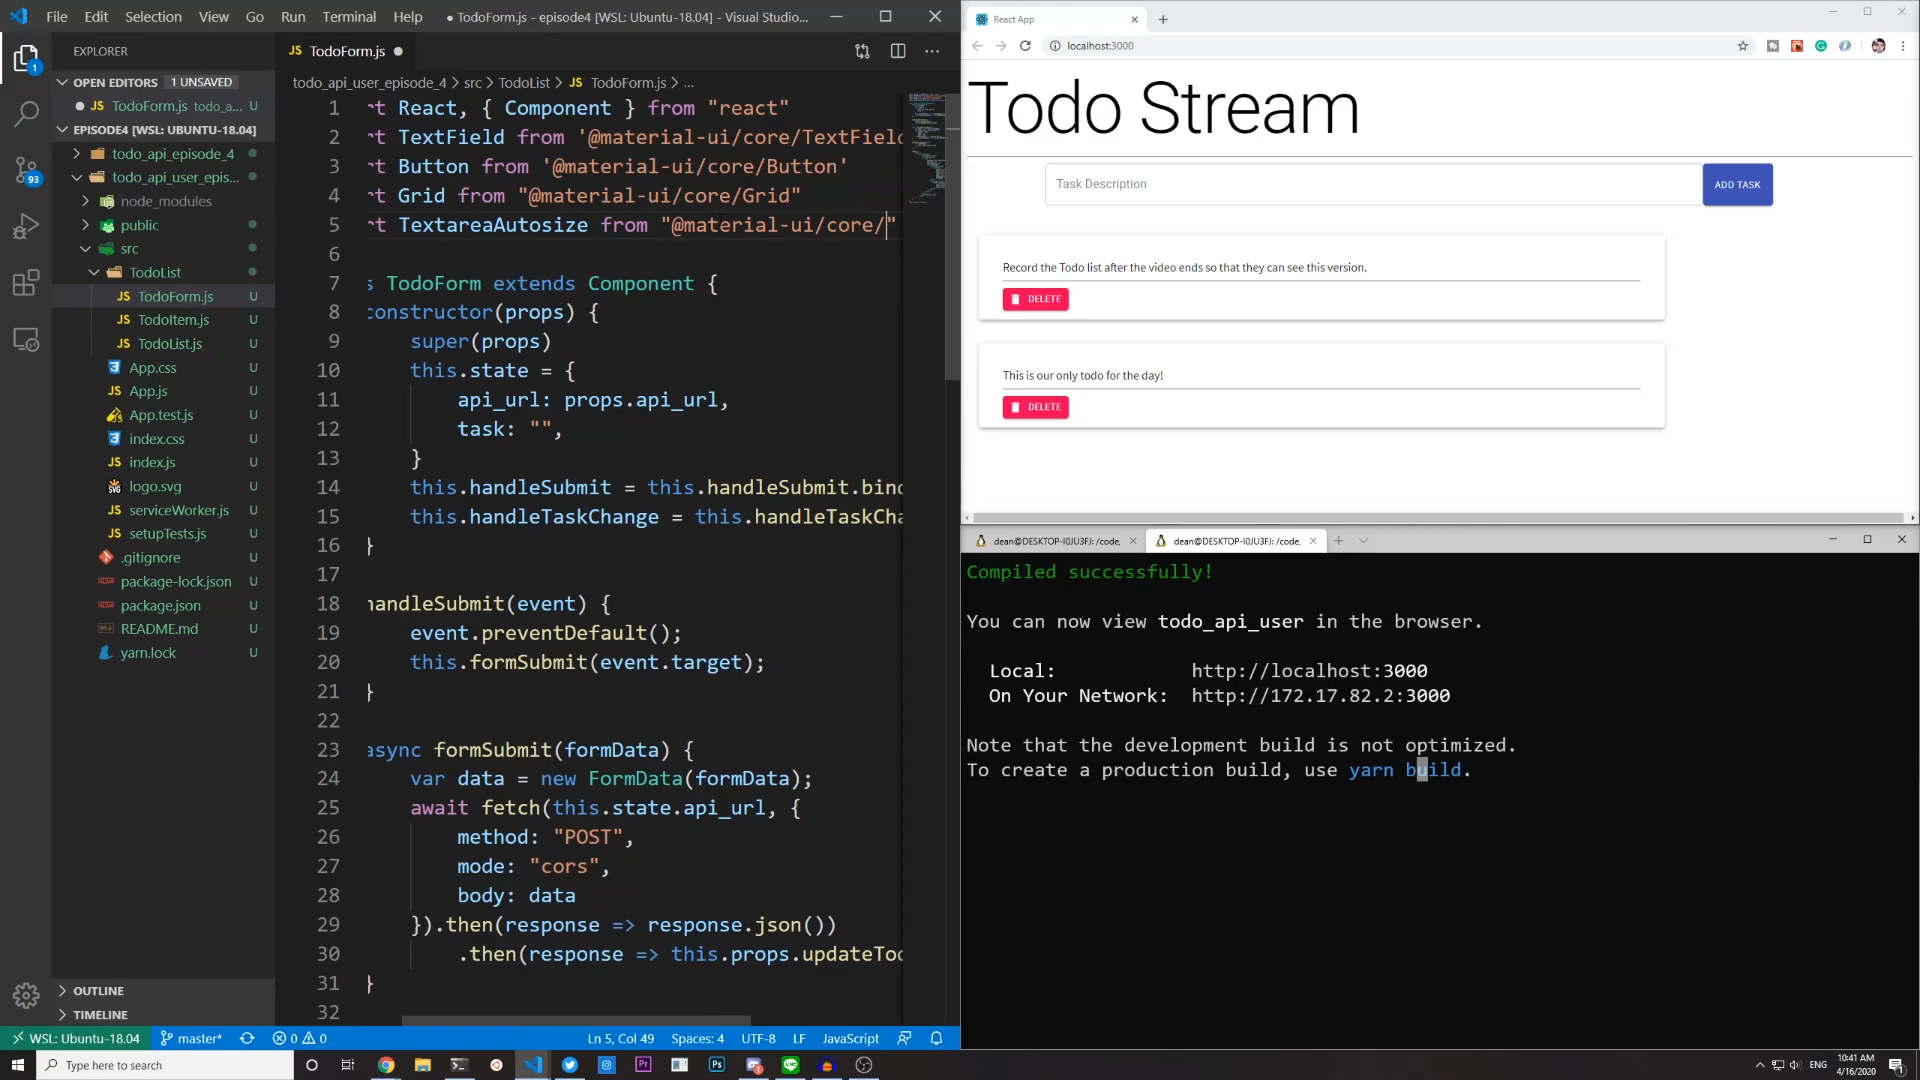 File Edit Selection View Go Run Terminal Help ● TodoForm.js - episode4 [WSL: Ubuntu-18.04] - Visual Studio...
EXPLORER
OPEN EDITORS 1 UNSAVED
JS TodoForm.js todo_a... U
EPISODE4 [WSL: UBUNTU-18.04]
todo_api_episode_4
todo_api_user_epis...
node_modules
public
src
TodoList
JS TodoForm.js U
JS TodoItem.js U
JS TodoList.js U
App.css U
JS App.js U
App.test.js U
index.css U
JS index.js U
logo.svg U
JS serviceWorker.js U
JS setupTests.js U
.gitignore U
package-lock.json U
package.json U
README.md U
yarn.lock U
OUTLINE
TIMELINE
1
93
JS TodoForm.js ●
todo_api_user_episode_4 > src > TodoList > JS TodoForm.js > ...
1 rt React, { Component } from "react"
2 rt TextField from '@material-ui/core/TextField
3 rt Button from '@material-ui/core/Button'
4 rt Grid from "@material-ui/core/Grid"
5 rt TextareaAutosize from "@material-ui/core/"
6
7 s TodoForm extends Component {
8 constructor(props) {
9 super(props)
10 this.state = {
11 api_url: props.api_url,
12 task: "",
13 }
14 this.handleSubmit = this.handleSubmit.bind
15 this.handleTaskChange = this.handleTaskCha
16 }
17
18 handleSubmit(event) {
19 event.preventDefault();
20 this.formSubmit(event.target);
21 }
22
23 async formSubmit(formData) {
24 var data = new FormData(formData);
25 await fetch(this.state.api_url, {
26 method: "POST",
27 mode: "cors",
28 body: data
29 }).then(response => response.json())
30 .then(response => this.props.updateTod
31 }
32
WSL: Ubuntu-18.04 master* 0 0 Ln 5, Col 49 Spaces: 4 UTF-8 LF JavaScript
React App
localhost:3000
Todo Stream
Task Description
ADD TASK
Record the Todo list after the video ends so that they can see this version.
DELETE
This is our only todo for the day!
DELETE
dean@DESKTOP-I0JU3FJ: /code, dean@DESKTOP-I0JU3FJ: /code,
Compiled successfully!
You can now view todo_api_user in the browser.
Local: http://localhost:3000
On Your Network: http://172.17.82.2:3000
Note that the development build is not optimized.
To create a production build, use yarn build.
Type here to search
Pr
Ps
LINE
ENG
10:41 AM
4/16/2020